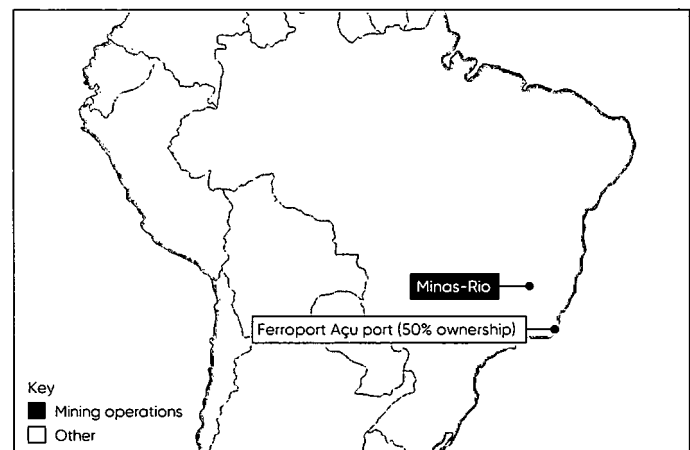 Minas-Rio
Ferroport Açu port (50% ownership)
Key
Mining operations
Other